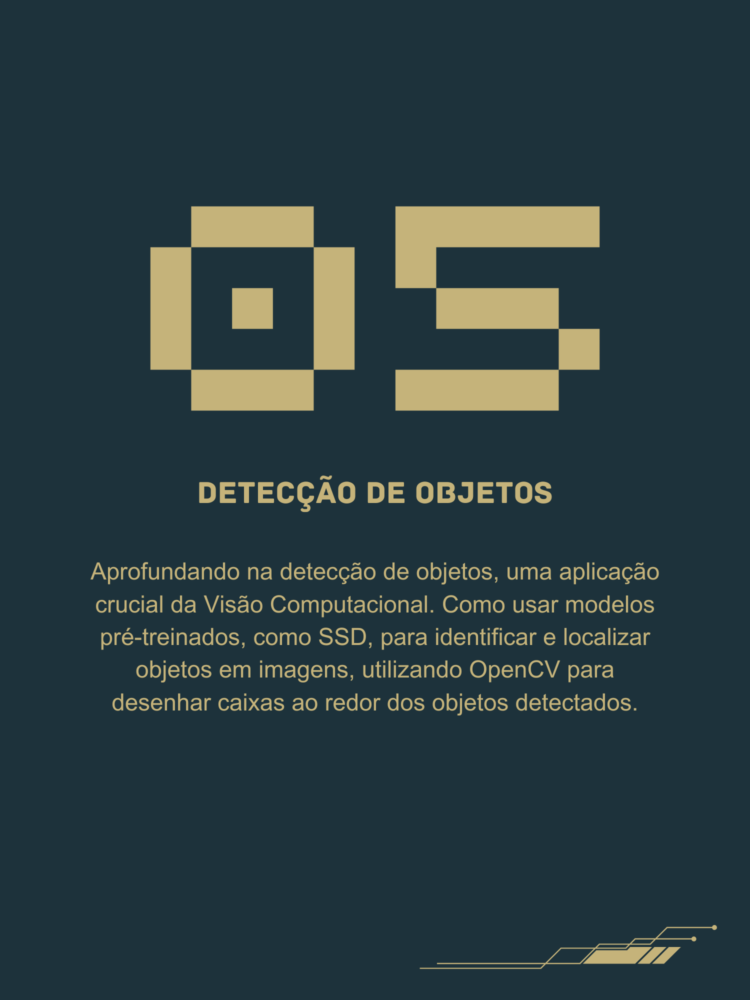 05
DETECÇÃO DE OBJETOS
Aprofundando na detecção de objetos, uma aplicação
crucial da Visão Computacional. Como usar modelos
pré-treinados, como SSD, para identificar e localizar
objetos em imagens, utilizando OpenCV para
desenhar caixas ao redor dos objetos detectados.